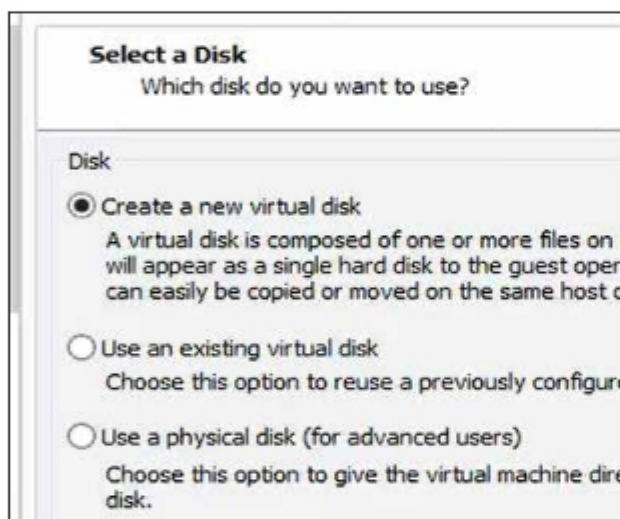 Select a Disk
Which disk do you want to use?
Disk
Create a new virtual disk
A virtual disk is composed of one or more files on
will appear as a single hard disk to the guest
can easily be copied or moved on the same host
Use an existing virtual disk
Choose this option to reuse a previously
Use a physical disk (for advanced users)
Choose this option to give the virtual machine
disk.